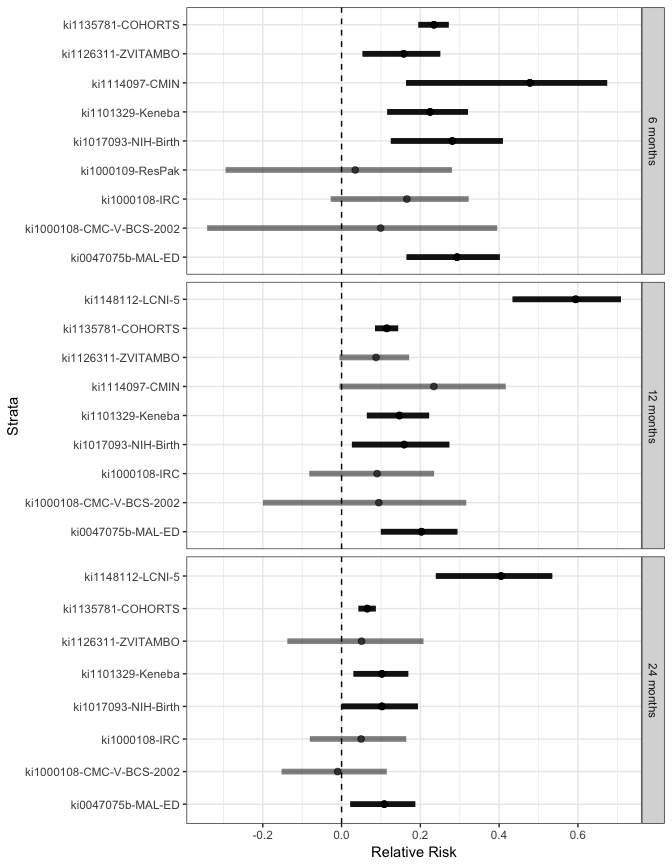 Strata
ki1135781-COHORTS
ki1126311-ZVITAMBO
ki1114097-CMIN
ki1101329-Keneba
ki1017093-NIH-Birth
ki1000109-ResPak
ki1000108-IRC
ki1000108-CMC-V-BCS-2002
ki0047075b-MAL-ED
6 months
ki1148112-LCNI-5
ki1135781-COHORTS
ki1126311-ZVITAMBO
ki1114097-CMIN
ki1101329-Keneba
ki1017093-NIH-Birth
ki1000108-IRC
ki1000108-CMC-V-BCS-2002
ki0047075b-MAL-ED
12 months
ki1148112-LCNI-5
ki1135781-COHORTS
ki1126311-ZVITAMBO
ki1101329-Keneba
ki1017093-NIH-Birth
ki1000108-IRC
ki1000108-CMC-V-BCS-2002
ki0047075b-MAL-ED
24 months
-0.2 0.0 0.2 0.4 0.6
Relative Risk